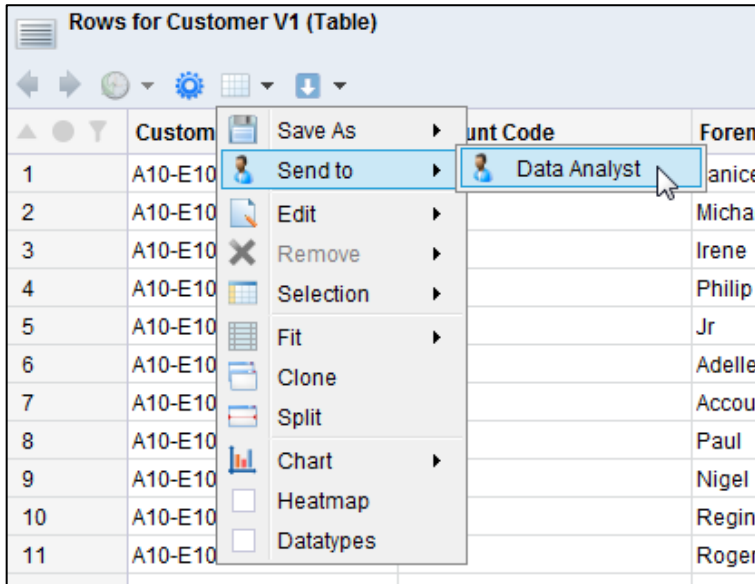 Rows for Customer V1 (Table)
Custom unt Code Foren
Save As
Send to
Data Analyst
Edit
Remove
Selection
Fit
Clone
Split
Chart
Heatmap
Datatypes
1 A10-E10 anice
2 A10-E10 Micha
3 A10-E10 Irene
4 A10-E10 Philip
5 A10-E10 Jr
6 A10-E10 Adelle
7 A10-E10 Accou
8 A10-E10 Paul
9 A10-E10 Nigel
10 A10-E10 Regin
11 A10-E10 Roger